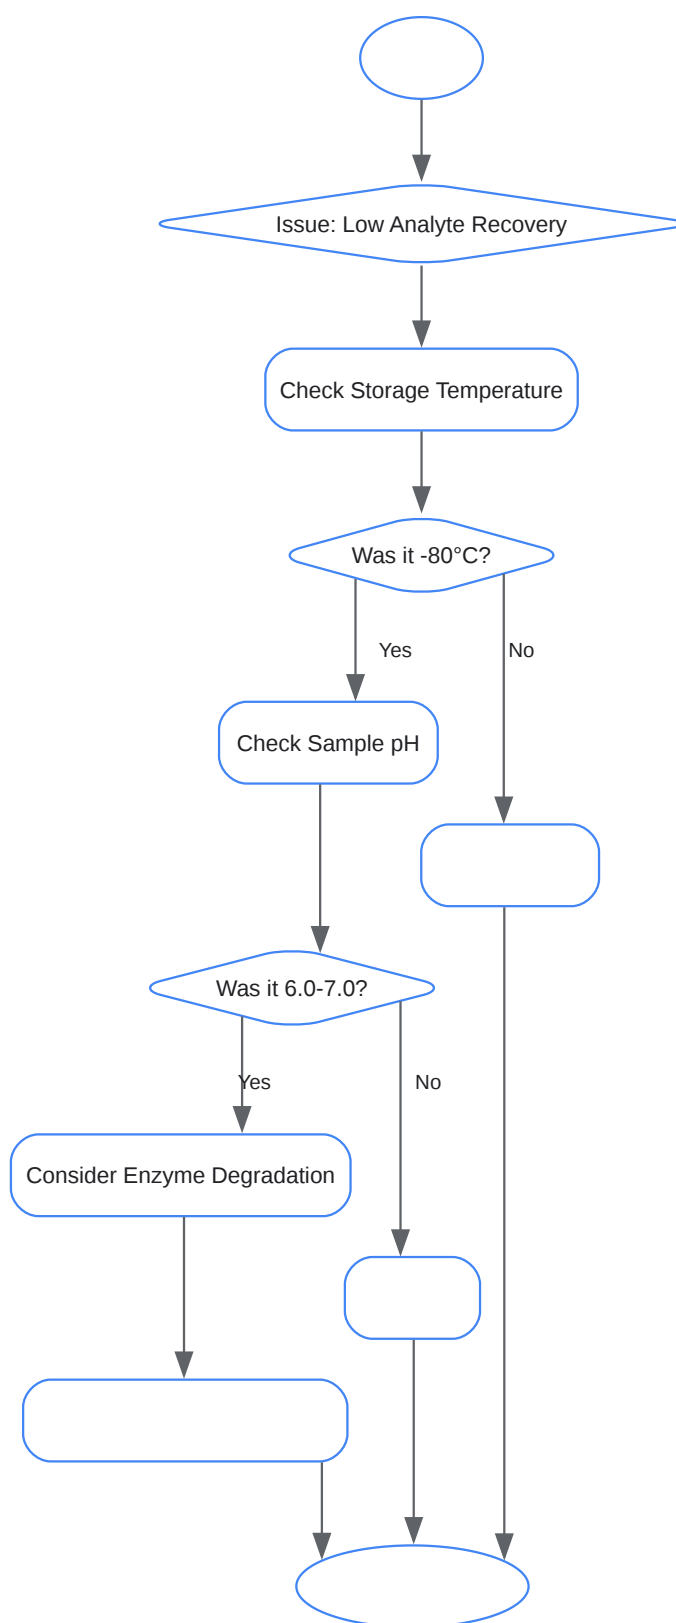 Issue: Low Analyte Recovery
Check Storage Temperature
Was it -80°C?
Yes
No
Check Sample pH
Was it 6.0-7.0?
Yes
No
Consider Enzyme Degradation